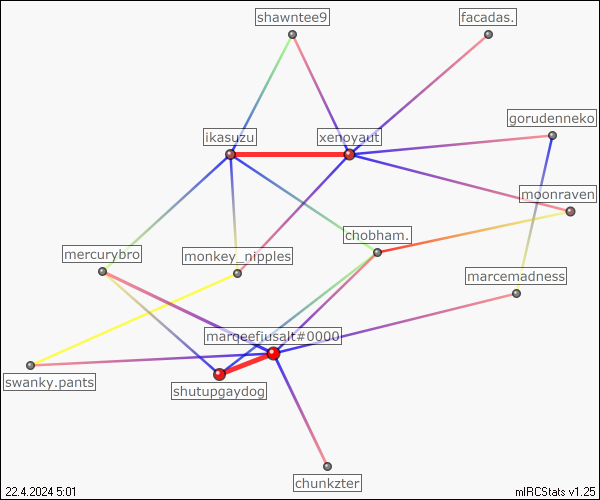 shawntee9
facadas.
gorudenneko
ikasuzu
xenoyaut
moonraven
chobham.
mercurybro
monkey_nipples
marcemadness
marqeefjusalt#0000
swanky.pants
shutupgaydog
chunkzter
22.4.2024 5:01
mIRCStats v1.25